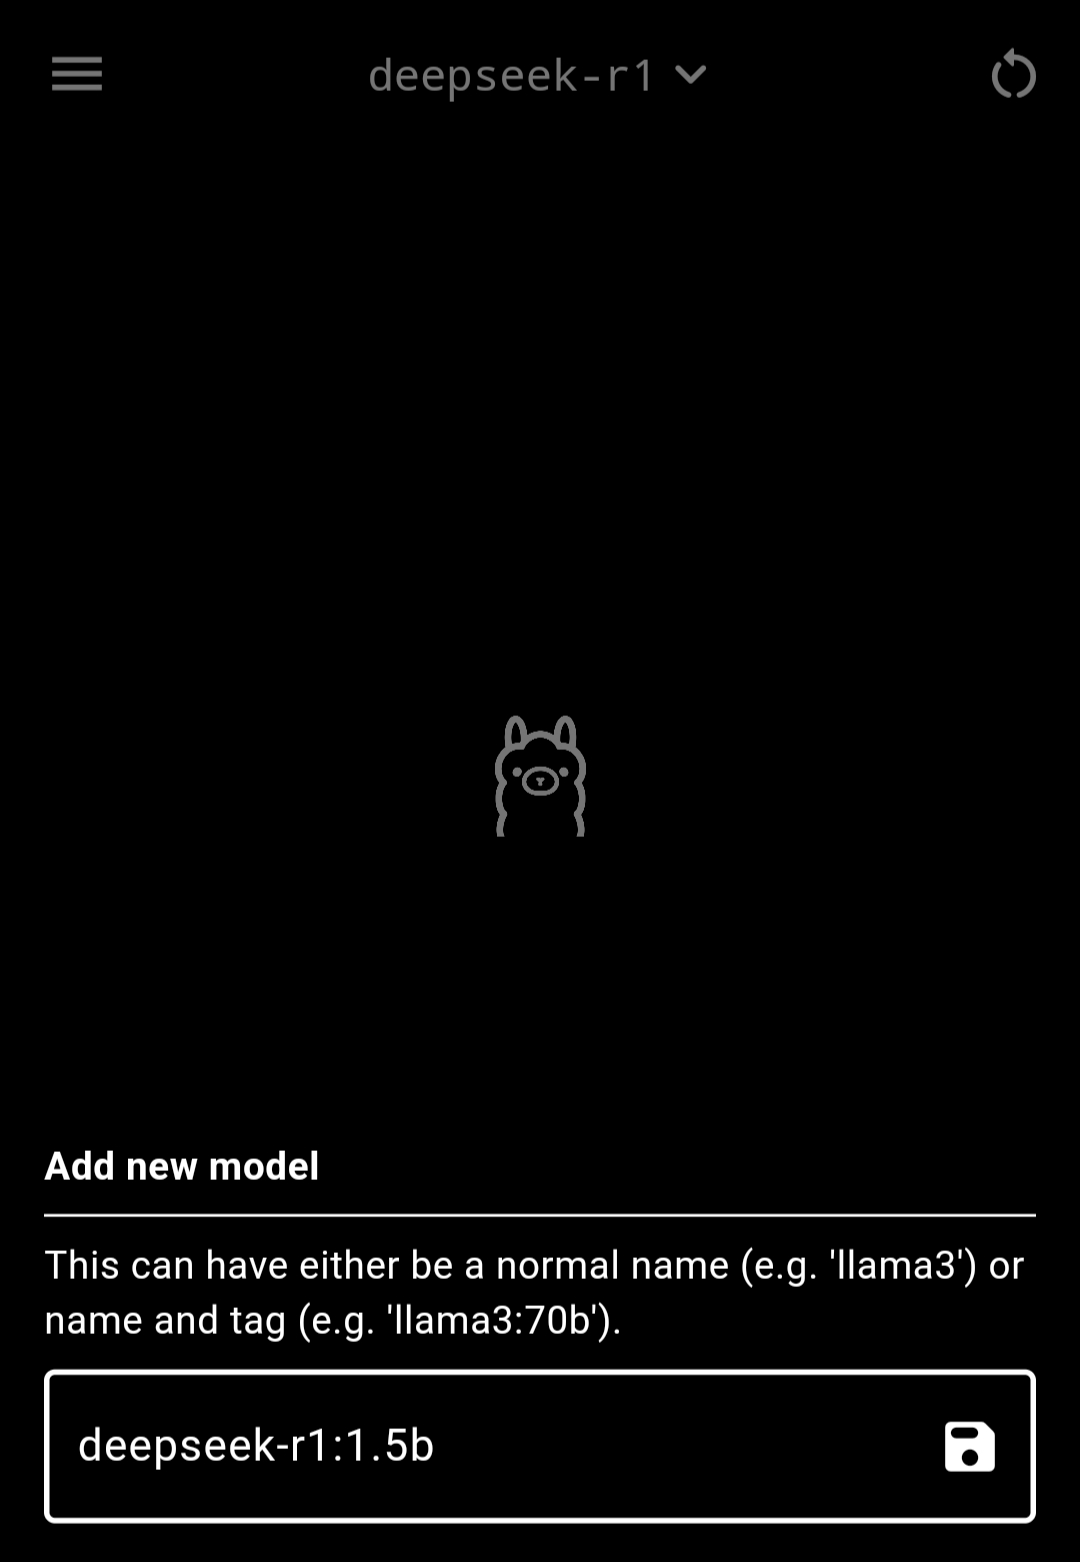 deepseek-r1
Add new model
This can have either be a normal name (e.g. 'llama3') or
name and tag (e.g. 'llama3:70b').
deepseek-r1:1.5b